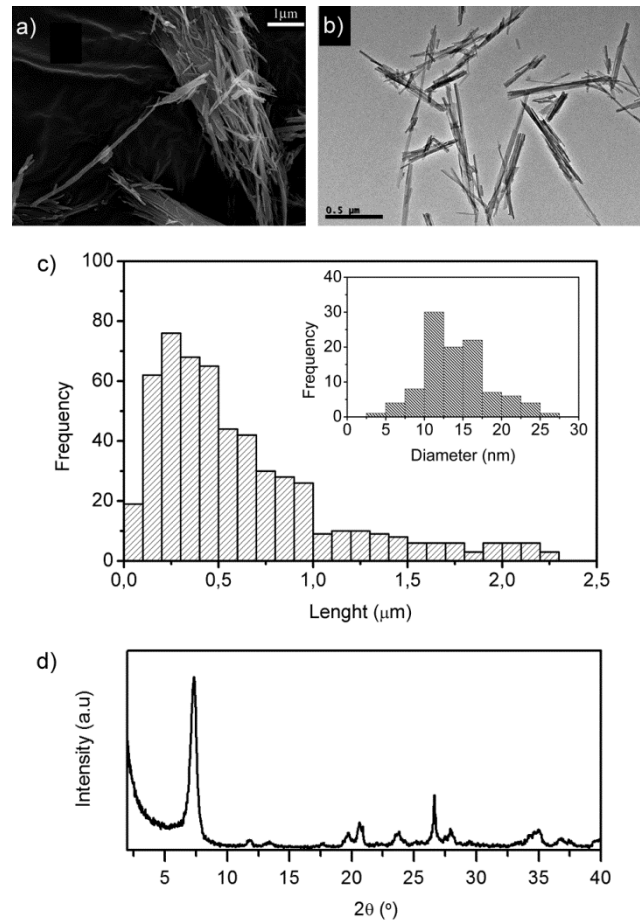 a)
1μm
b)
0.5 μm
c)
100
80
60
40
20
0
Frequency
0,0
0,5
1,0
1,5
2,0
2,5
Lenght (μm)
40
30
20
10
0
Frequency
0
5
10
15
20
25
30
Diameter (nm)
d)
Intensity (a.u)
5
10
15
20
25
30
35
40
2θ (º)